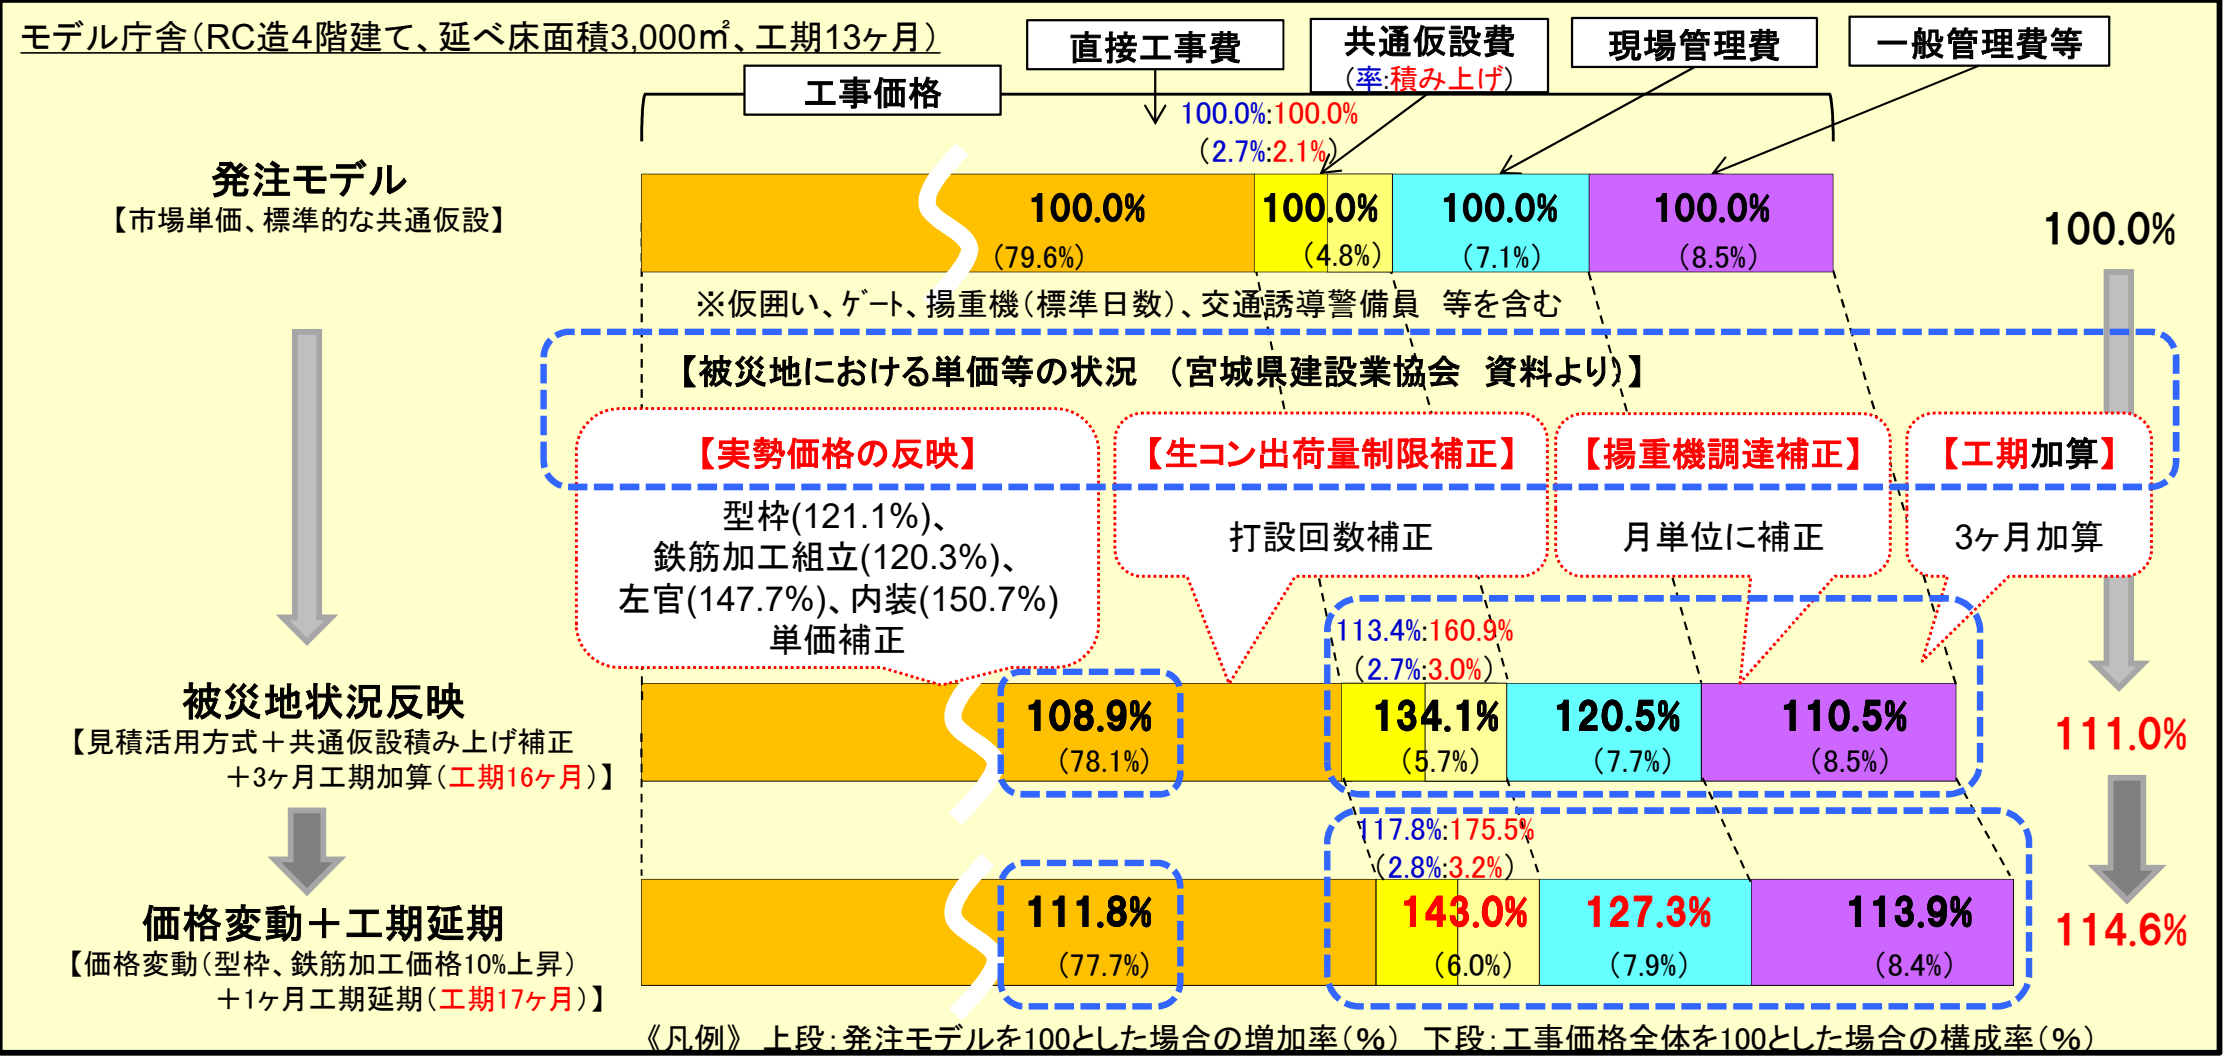 モデル庁舎(RC造4階建て、延べ床面積3,000㎡、工期13ヶ月)
直接工事費
共通仮設費
(率:積み上げ)
現場管理費
一般管理費等
工事価格
100.0%:100.0%
(2.7%:2.1%)
発注モデル
【市場単価、標準的な共通仮設】
100.0%
(79.6%)
100.0%
(4.8%)
100.0%
(7.1%)
100.0%
(8.5%)
100.0%
※仮囲い、ゲート、揚重機(標準日数)、交通誘導警備員 等を含む
【被災地における単価等の状況 (宮城県建設業協会 資料より)】
【実勢価格の反映】
型枠(121.1%)、
鉄筋加工組立(120.3%)、
左官(147.7%)、内装(150.7%)
単価補正
【生コン出荷量制限補正】
打設回数補正
【揚重機調達補正】
月単位に補正
【工期加算】
3ヶ月加算
113.4%:160.9%
(2.7%:3.0%)
被災地状況反映
【見積活用方式+共通仮設積み上げ補正
+3ヶ月工期加算(工期16ヶ月)】
108.9%
(78.1%)
134.1%
(5.7%)
120.5%
(7.7%)
110.5%
(8.5%)
111.0%
117.8%:175.5%
(2.8%:3.2%)
価格変動+工期延期
【価格変動(型枠、鉄筋加工価格10%上昇)
+1ヶ月工期延期(工期17ヶ月)】
111.8%
(77.7%)
143.0%
(6.0%)
127.3%
(7.9%)
113.9%
(8.4%)
114.6%
《凡例》 上段:発注モデルを100とした場合の増加率(%) 下段:工事価格全体を100とした場合の構成率(%)